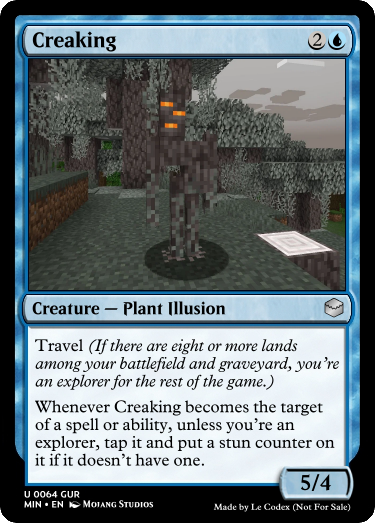 Creaking 2
Creature — Plant Illusion
Travel (If there are eight or more lands
among your battlefield and graveyard, you're
an explorer for the rest of the game.)
Whenever Creaking becomes the target
of a spell or ability, unless you're an
explorer, tap it and put a stun counter on
it if it doesn't have one.
5/4
U 0064 GUR
MIN • EN Mojang Studios
Made by Le Codex (Not For Sale)